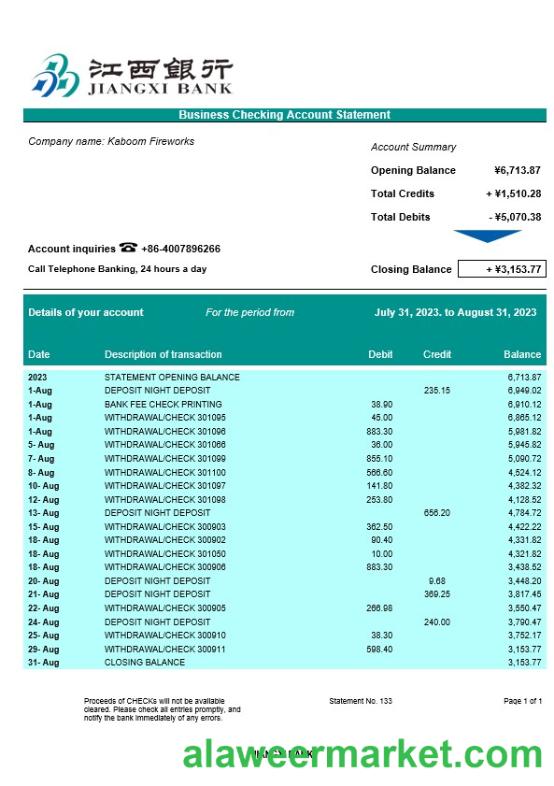 江西銀行
JIANGXI BANK
Business Checking Account Statement
Company name: Kaboom Fireworks
Account Summary
Opening Balance ¥6,713.87
Total Credits + ¥1,510.28
Total Debits - ¥5,070.38
Account inquiries ☎ +86-4007896266
Call Telephone Banking, 24 hours a day
Closing Balance + ¥3,153.77
Details of your account For the period from July 31, 2023. to August 31, 2023
Date Description of transaction Debit Credit Balance
2023 STATEMENT OPENING BALANCE 6,713.87
1-Aug DEPOSIT NIGHT DEPOSIT 235.15 6,949.02
1-Aug BANK FEE CHECK PRINTING 38.90 6,910.12
1-Aug WITHDRAWAL/CHECK 301095 45.00 6,865.12
1-Aug WITHDRAWAL/CHECK 301096 883.30 5,981.82
5- Aug WITHDRAWAL/CHECK 301066 36.00 5,945.82
7- Aug WITHDRAWAL/CHECK 301099 855.10 5,090.72
8- Aug WITHDRAWAL/CHECK 301100 566.60 4,524.12
10- Aug WITHDRAWAL/CHECK 301097 141.80 4,382.32
12- Aug WITHDRAWAL/CHECK 301098 253.80 4,128.52
13- Aug DEPOSIT NIGHT DEPOSIT 656.20 4,784.72
15- Aug WITHDRAWAL/CHECK 300903 362.50 4,422.22
18- Aug WITHDRAWAL/CHECK 300902 90.40 4,331.82
18- Aug WITHDRAWAL/CHECK 301050 10.00 4,321.82
18- Aug WITHDRAWAL/CHECK 300906 883.30 3,438.52
20- Aug DEPOSIT NIGHT DEPOSIT 9.68 3,448.20
21- Aug DEPOSIT NIGHT DEPOSIT 369.25 3,817.45
22- Aug WITHDRAWAL/CHECK 300905 266.98 3,550.47
24- Aug DEPOSIT NIGHT DEPOSIT 240.00 3,790.47
25- Aug WITHDRAWAL/CHECK 300910 38.30 3,752.17
29- Aug WITHDRAWAL/CHECK 300911 598.40 3,153.77
31- Aug CLOSING BALANCE 3,153.77
Proceeds of CHECKs will not be available
cleared. Please check all entries promptly, and
notify the bank immediately of any errors.
Statement No. 133
Page 1 of 1
JIANGXI BANK
alaweermarket.com